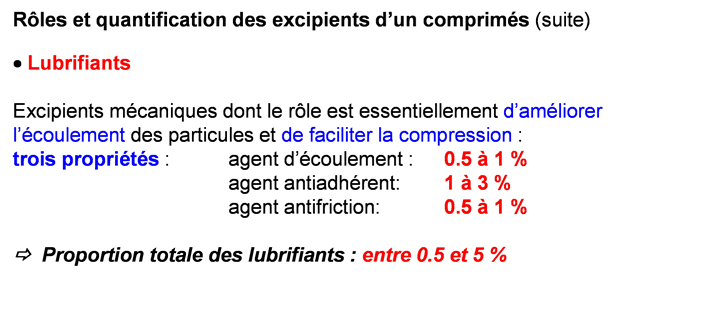 Rôles et quantification des excipients d’un comprimés (suite)
• Lubrifiants
Excipients mécaniques dont le rôle est essentiellement d’améliorer
l’écoulement des particules et de faciliter la compression :
trois propriétés : agent d’écoulement : 0.5 à 1 %
agent antiadhérent: 1 à 3 %
agent antifriction: 0.5 à 1 %
⇨ Proportion totale des lubrifiants : entre 0.5 et 5 %